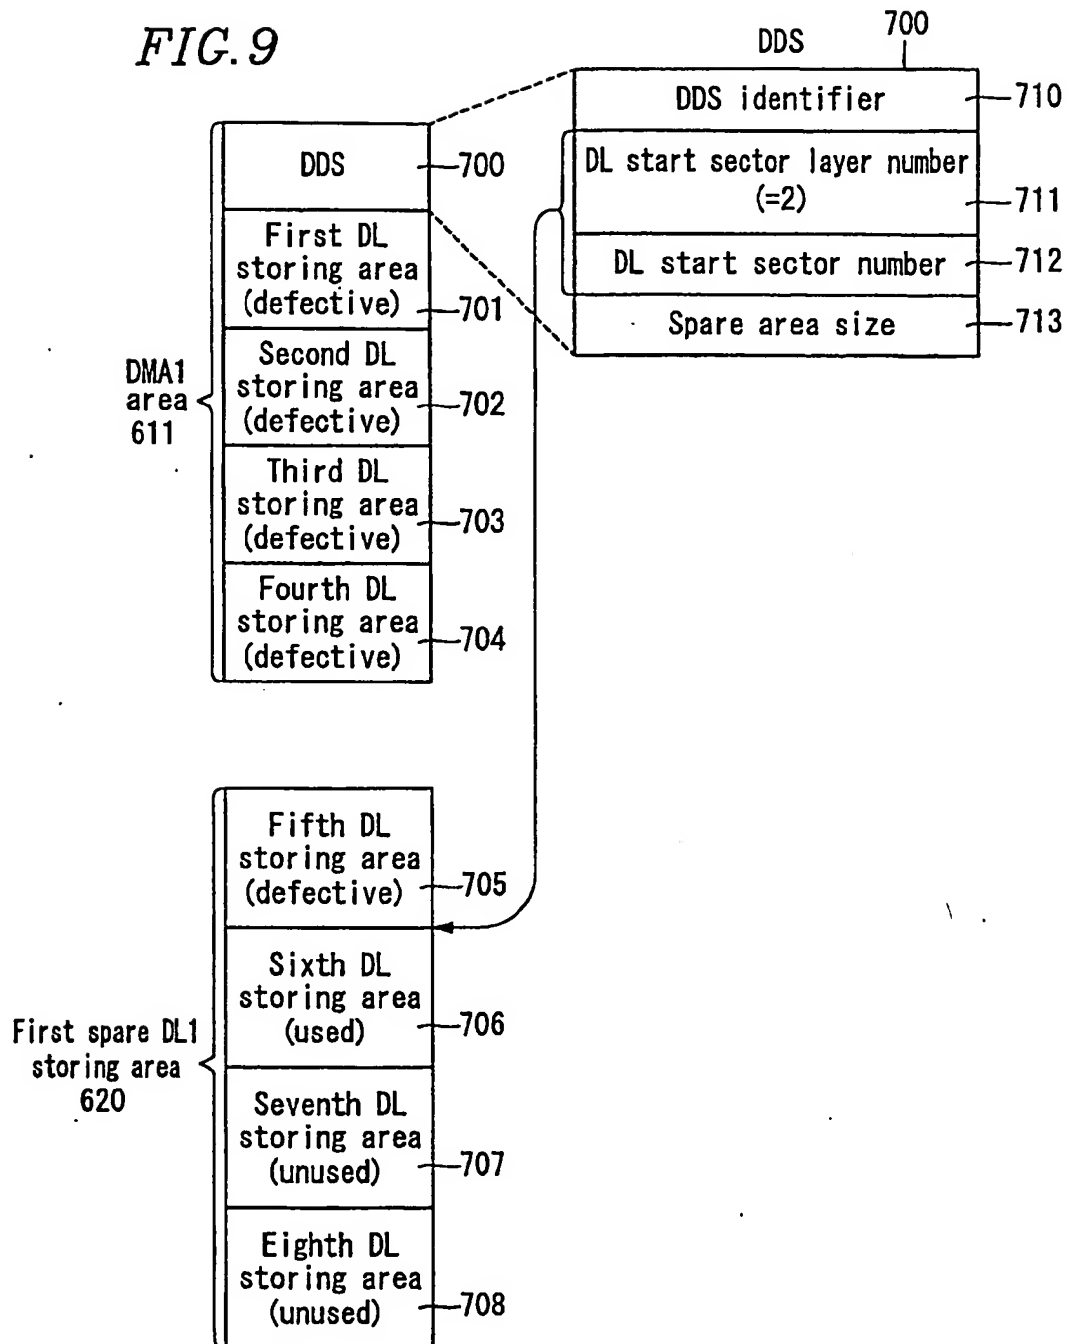 FIG. 9
DDS
700
DDS identifier
710
DL start sector layer number
(=2)
711
DL start sector number
712
Spare area size
713
DMA1
area
611
DDS
700
First DL
storing area
(defective)
701
Second DL
storing area
(defective)
702
Third DL
storing area
(defective)
703
Fourth DL
storing area
(defective)
704
First spare DL1
storing area
620
Fifth DL
storing area
(defective)
705
Sixth DL
storing area
(used)
706
Seventh DL
storing area
(unused)
707
Eighth DL
storing area
(unused)
708